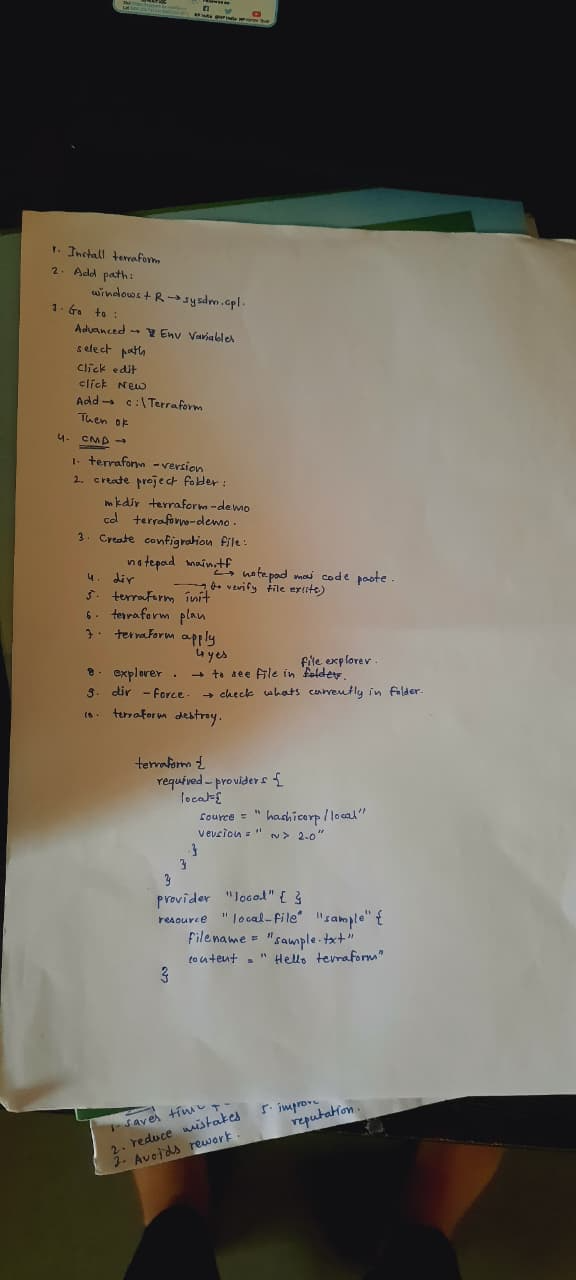 1. Install terraform
2. Add path:
windows + R → sysdm.cpl.
3. Go to :
Advanced → Env Variables
select path
Click edit
click New
Add → c:\Terraform
Then ok
4. CMD →
1. terraform -version
2. create project folder :
mkdir terraform-demo
cd terraform-demo.
3. Create configration file:
notepad main.tf
↳ notepad mai code paste.
4. dir → (to verify file exists)
5. terraform init
6. terraform plan
7. terraform apply
↳ yes
file explorer.
8. explorer . → to see file in folder.
9. dir -Force. → check whats currently in folder.
10. terraform destroy.
terraform {
required_providers {
local={
source = "hashicorp/local"
version = "~> 2.0"
}
}
}
provider "local" { }
resource "local-file" "sample" {
filename = "sample.txt"
content = "Hello terraform"
}
1. saves time
5. improve
2. reduce mistakes
reputation.
3. Avoids rework.